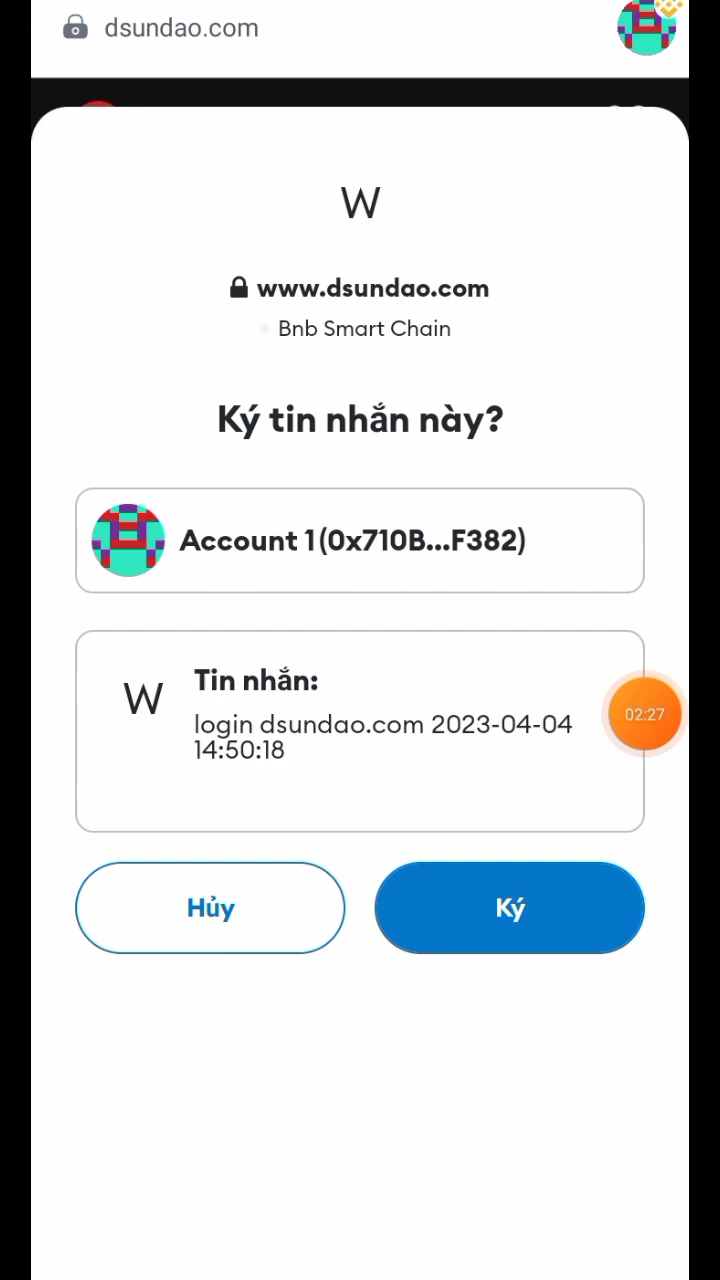 dsundao.com
W
www.dsundao.com
Bnb Smart Chain
Ký tin nhắn này?
Account 1 (0x710B...F382)
W
Tin nhắn:
login dsundao.com 2023-04-04
14:50:18
02:27
Hủy
Ký